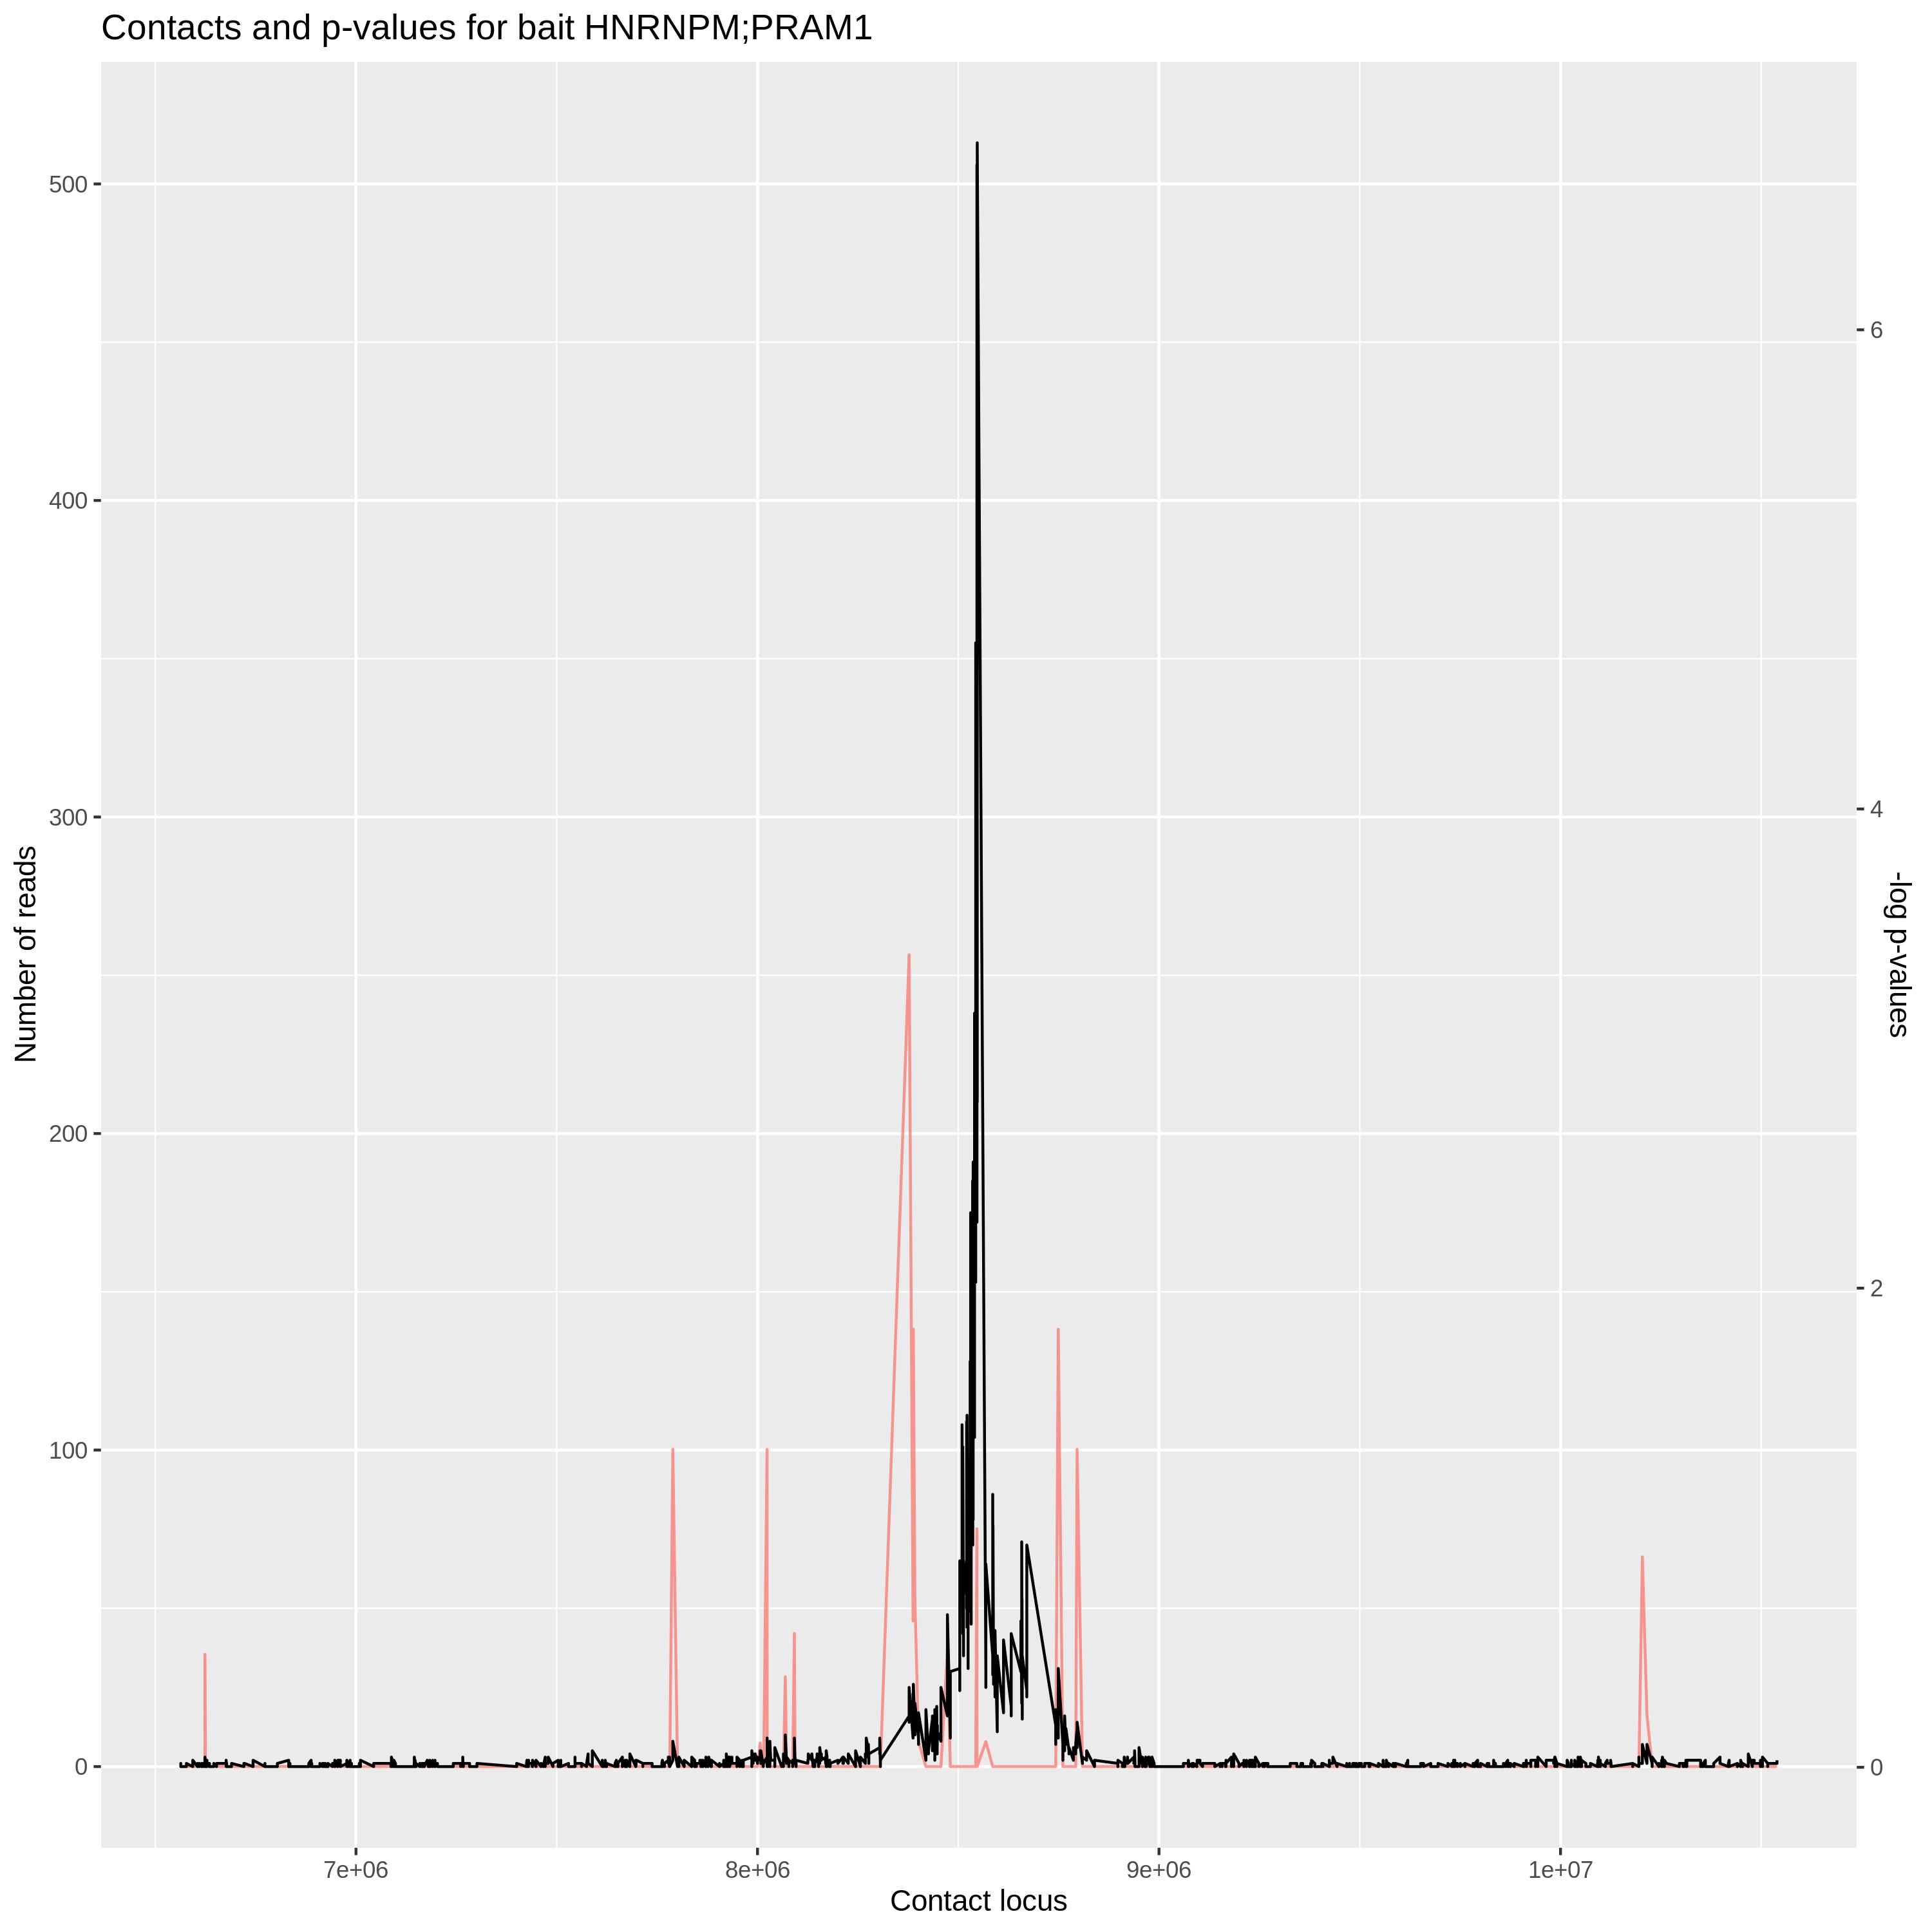 Contacts and p-values for bait HNRNPM;PRAM1
500
400
300
200
100
0
Number of reads
6
4
2
0
-log p-values
7e+06
8e+06
9e+06
1e+07
Contact locus